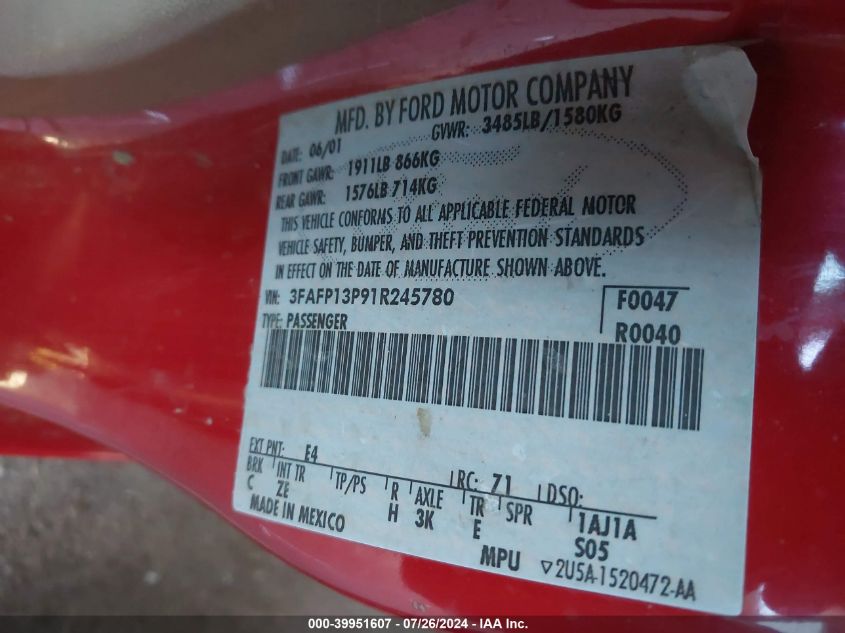 MFD. BY FORD MOTOR COMPANY
DATE: 06/01 GVWR: 3485LB/1580KG
FRONT GAWR: 1911LB 866KG
REAR GAWR: 1576LB 714KG
THIS VEHICLE CONFORMS TO ALL APPLICABLE FEDERAL MOTOR
VEHICLE SAFETY, BUMPER, AND THEFT PREVENTION STANDARDS
IN EFFECT ON THE DATE OF MANUFACTURE SHOWN ABOVE.
VIN: 3FAFP13P91R245780 F0047
TYPE: PASSENGER R0040
EXT PNT: E4 RC: 71 DSO:
BRK INT TR TP/PS R AXLE TR SPR 1AJ1A
C ZE H 3K E S05
MADE IN MEXICO MPU ▽2U5A-1520472-AA
000-39951607 - 07/26/2024 - IAA Inc.